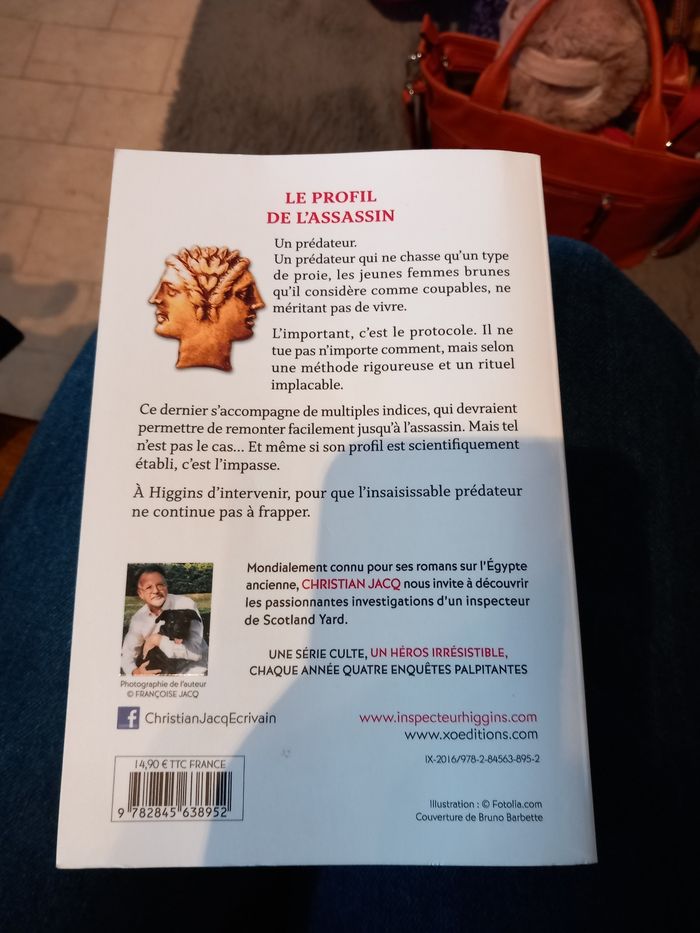 LE PROFIL
DE L'ASSASSIN
Un prédateur.
Un prédateur qui ne chasse qu'un type
de proie, les jeunes femmes brunes
qu'il considère comme coupables, ne
méritant pas de vivre.
L'important, c'est le protocole. Il ne
tue pas n'importe comment, mais selon
une méthode rigoureuse et un rituel
implacable.
Ce dernier s'accompagne de multiples indices, qui devraient
permettre de remonter facilement jusqu'à l'assassin. Mais tel
n'est pas le cas... Et même si son profil est scientifiquement
établi, c'est l'impasse.
À Higgins d'intervenir, pour que l'insaisissable prédateur
ne continue pas à frapper.
Mondialement connu pour ses romans sur l'Égypte
ancienne, CHRISTIAN JACQ nous invite à découvrir
les passionnantes investigations d'un inspecteur
de Scotland Yard.
UNE SÉRIE CULTE, UN HÉROS IRRÉSISTIBLE,
CHAQUE ANNÉE QUATRE ENQUÊTES PALPITANTES
Photographie de l'auteur
© FRANÇOISE JACQ
f ChristianJacqEcrivain
www.inspecteurhiggins.com
www.xoeditions.com
IX-2016/978-2-84563-895-2
14,90 € TTC FRANCE
9 782845 638952
Illustration : © Fotolia.com
Couverture de Bruno Barbette